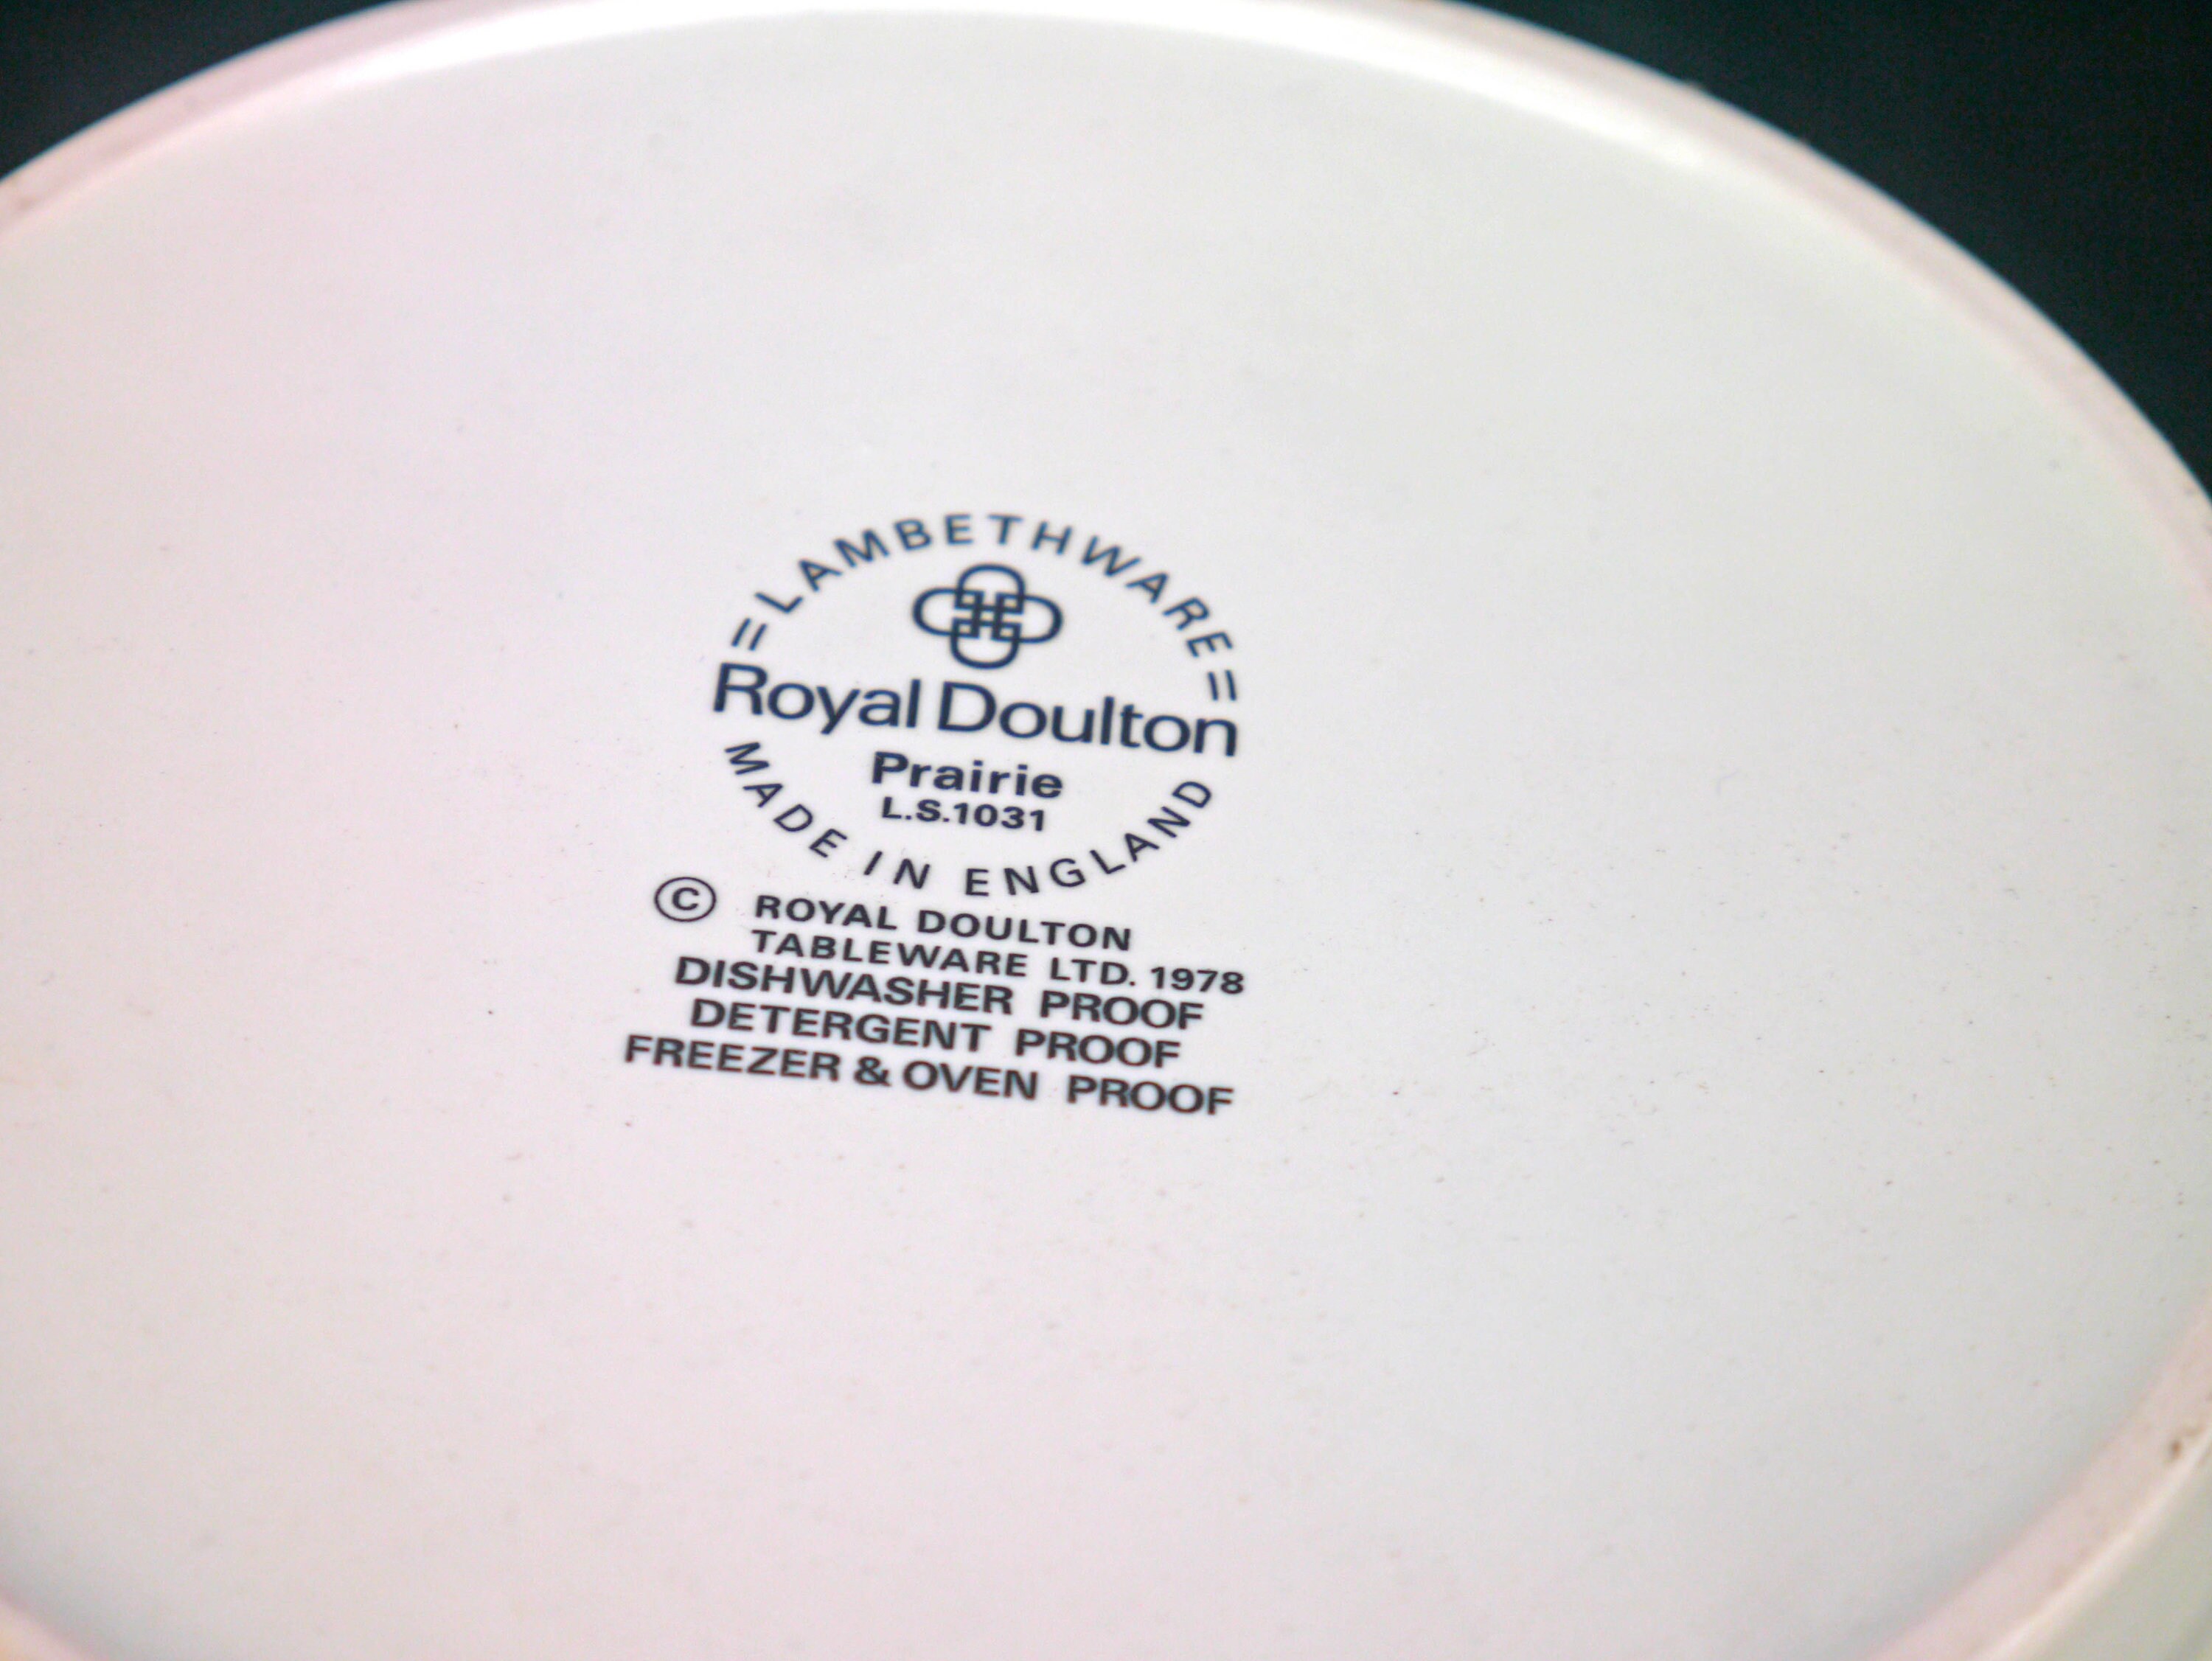 =LAMBETHWARE=
Royal Doulton
Prairie
L.S.1031
MADE IN ENGLAND
© ROYAL DOULTON
TABLEWARE LTD. 1978
DISHWASHER PROOF
DETERGENT PROOF
FREEZER & OVEN PROOF